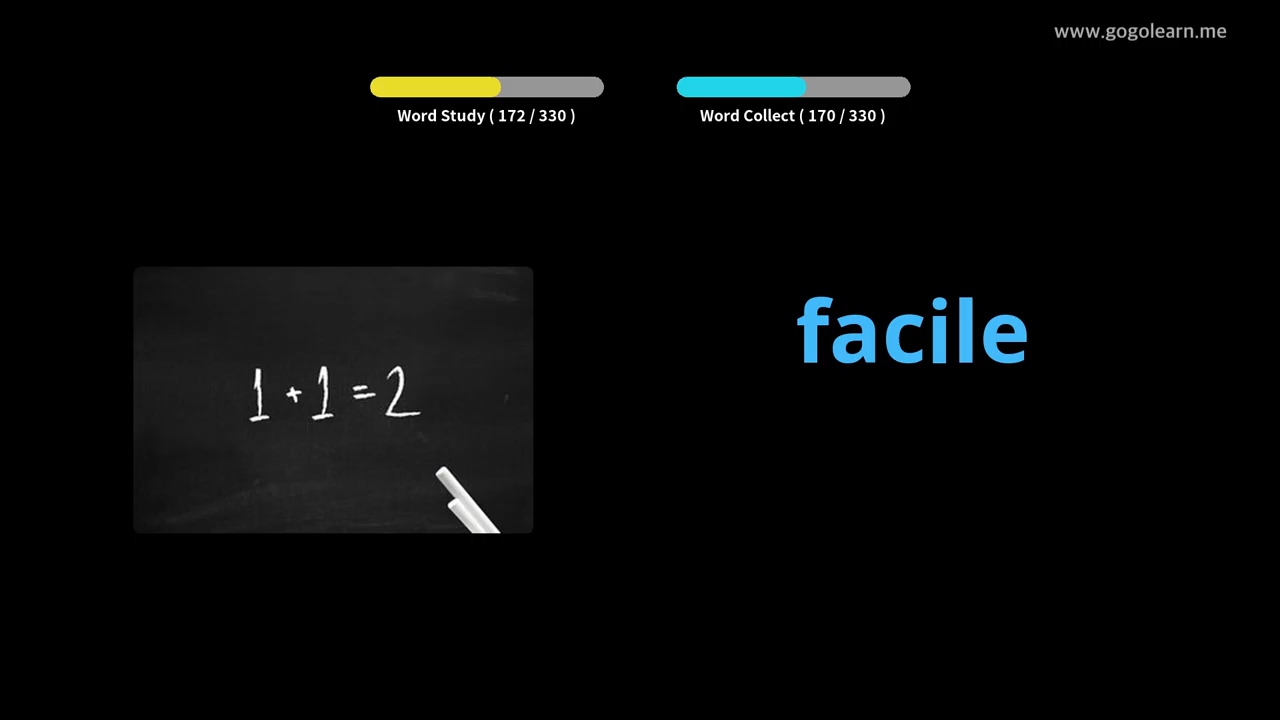 www.gogolearn.me
Word Study ( 172 / 330 )
Word Collect ( 170 / 330 )
1 + 1 = 2
facile